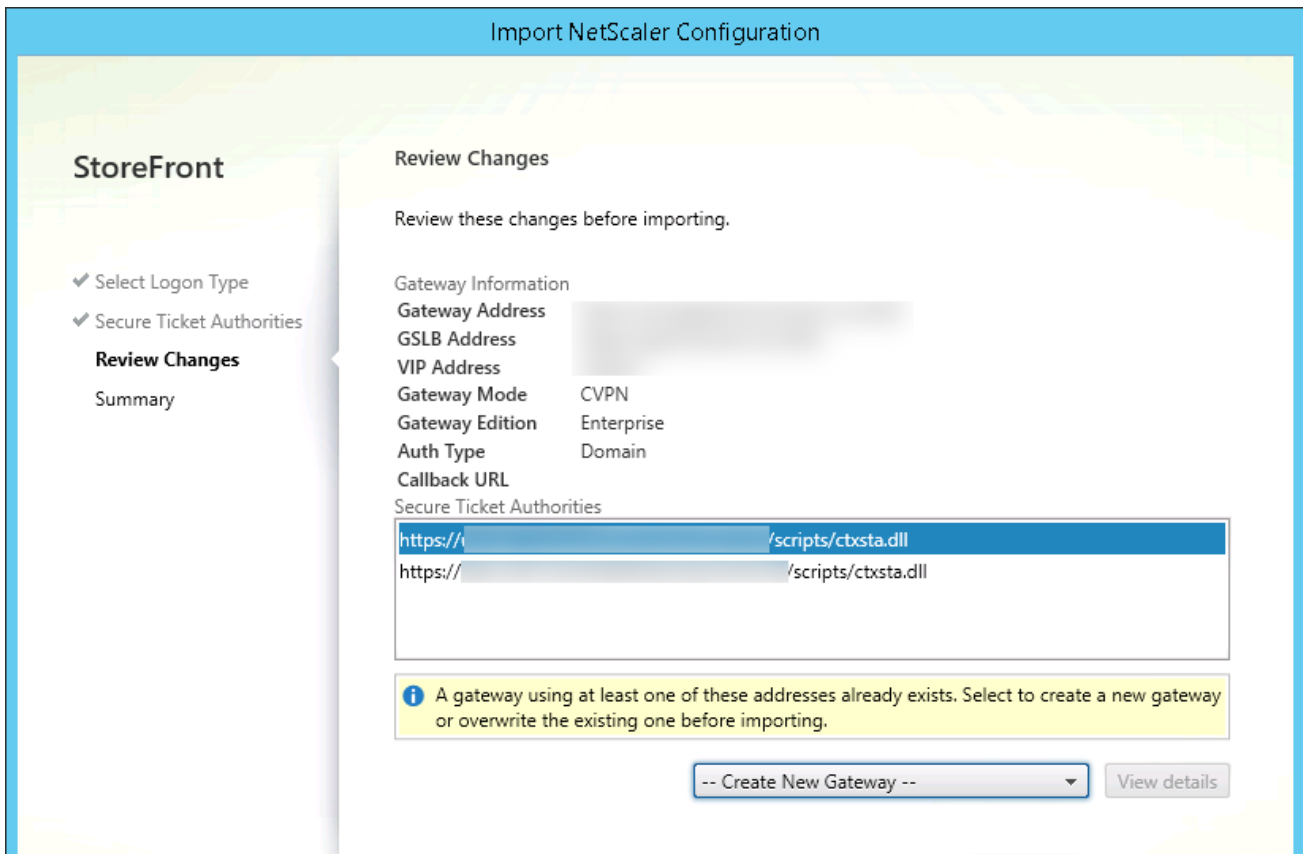 Import NetScaler Configuration
StoreFront
Select Logon Type
Secure Ticket Authorities
Review Changes
Summary
Review Changes
Review these changes before importing.
Gateway Information
Gateway Address
GSLB Address
VIP Address
Gateway Mode CVPN
Gateway Edition Enterprise
Auth Type Domain
Callback URL
Secure Ticket Authorities
https:// /scripts/ctxsta.dll
https:// /scripts/ctxsta.dll
A gateway using at least one of these addresses already exists. Select to create a new gateway
or overwrite the existing one before importing.
-- Create New Gateway -- View details